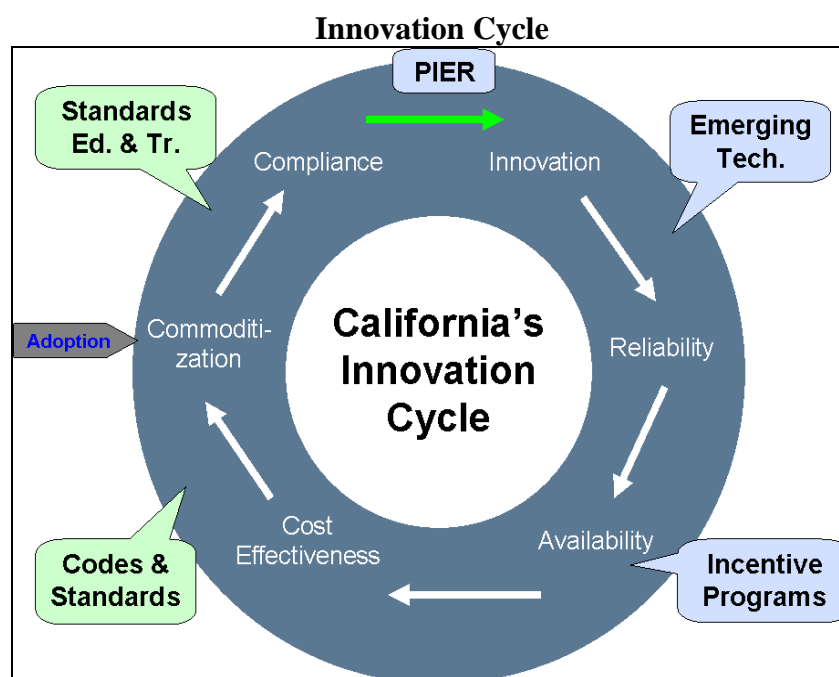 Innovation Cycle
PIER
Standards
Ed. & Tr.
Emerging
Tech.
Compliance
Innovation
Adoption
Commoditi-
zation
California's
Innovation
Cycle
Reliability
Cost
Effectiveness
Availability
Codes &
Standards
Incentive
Programs